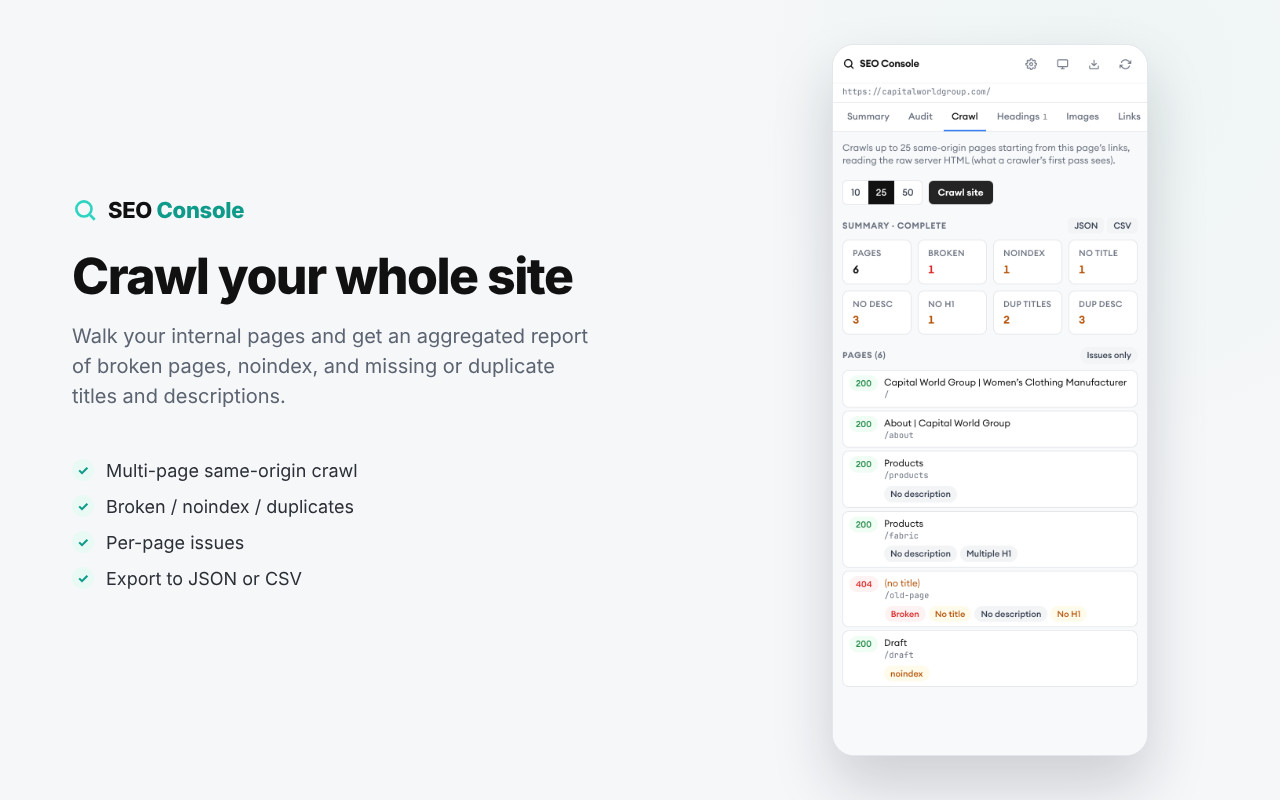 SEO Console
Crawl your whole site
Walk your internal pages and get an aggregated report
of broken pages, noindex, and missing or duplicate
titles and descriptions.
Multi-page same-origin crawl
Broken / noindex / duplicates
Per-page issues
Export to JSON or CSV
SEO Console
https://capitalworldgroup.com/
Summary Audit Crawl Headings 1 Images Links
Crawls up to 25 same-origin pages starting from this page's links,
reading the raw server HTML (what a crawler's first pass sees).
10 25 50 Crawl site
SUMMARY · COMPLETE JSON CSV
PAGES BROKEN NOINDEX NO TITLE
6 1 1 1
NO DESC NO H1 DUP TITLES DUP DESC
3 1 2 3
PAGES (6) Issues only
200 Capital World Group | Women's Clothing Manufacturer
/
200 About | Capital World Group
/about
200 Products
/products
No description
200 Products
/fabric
No description Multiple H1
404 (no title)
/old-page
Broken No title No description No H1
200 Draft
/draft
noindex